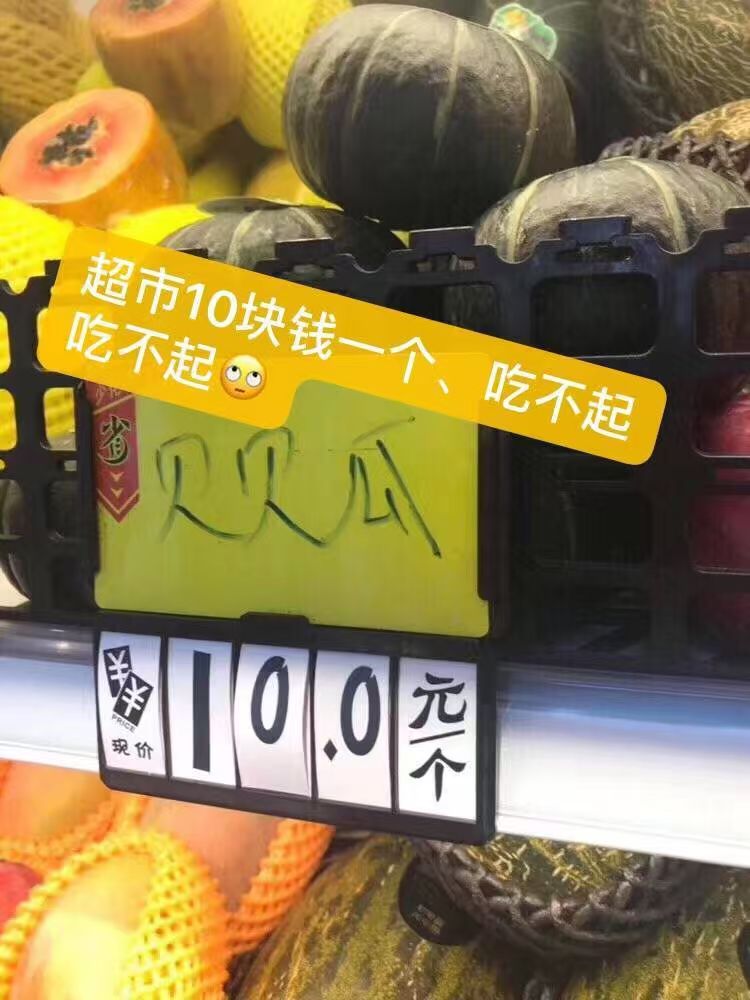 超市10块钱一个、吃不起
吃不起🙄
省
贝贝瓜
PRICE
现价
10.0
元/个